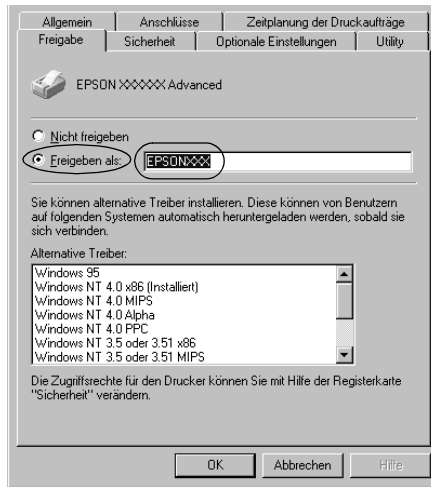 Allgemein Anschlüsse Zeitplanung der Druckaufträge
Freigabe Sicherheit Optionale Einstellungen Utility
EPSON XXXXXX Advanced
Nicht freigeben
Freigeben als: EPSONXXX
Sie können alternative Treiber installieren. Diese können von Benutzern
auf folgenden Systemen automatisch heruntergeladen werden, sobald sie
sich verbinden.
Alternative Treiber:
Windows 95
Windows NT 4.0 x86 (Installiert)
Windows NT 4.0 MIPS
Windows NT 4.0 Alpha
Windows NT 4.0 PPC
Windows NT 3.5 oder 3.51 x86
Windows NT 3.5 oder 3.51 MIPS
Die Zugriffsrechte für den Drucker können Sie mit Hilfe der Registerkarte
"Sicherheit" verändern.
OK Abbrechen Hilfe